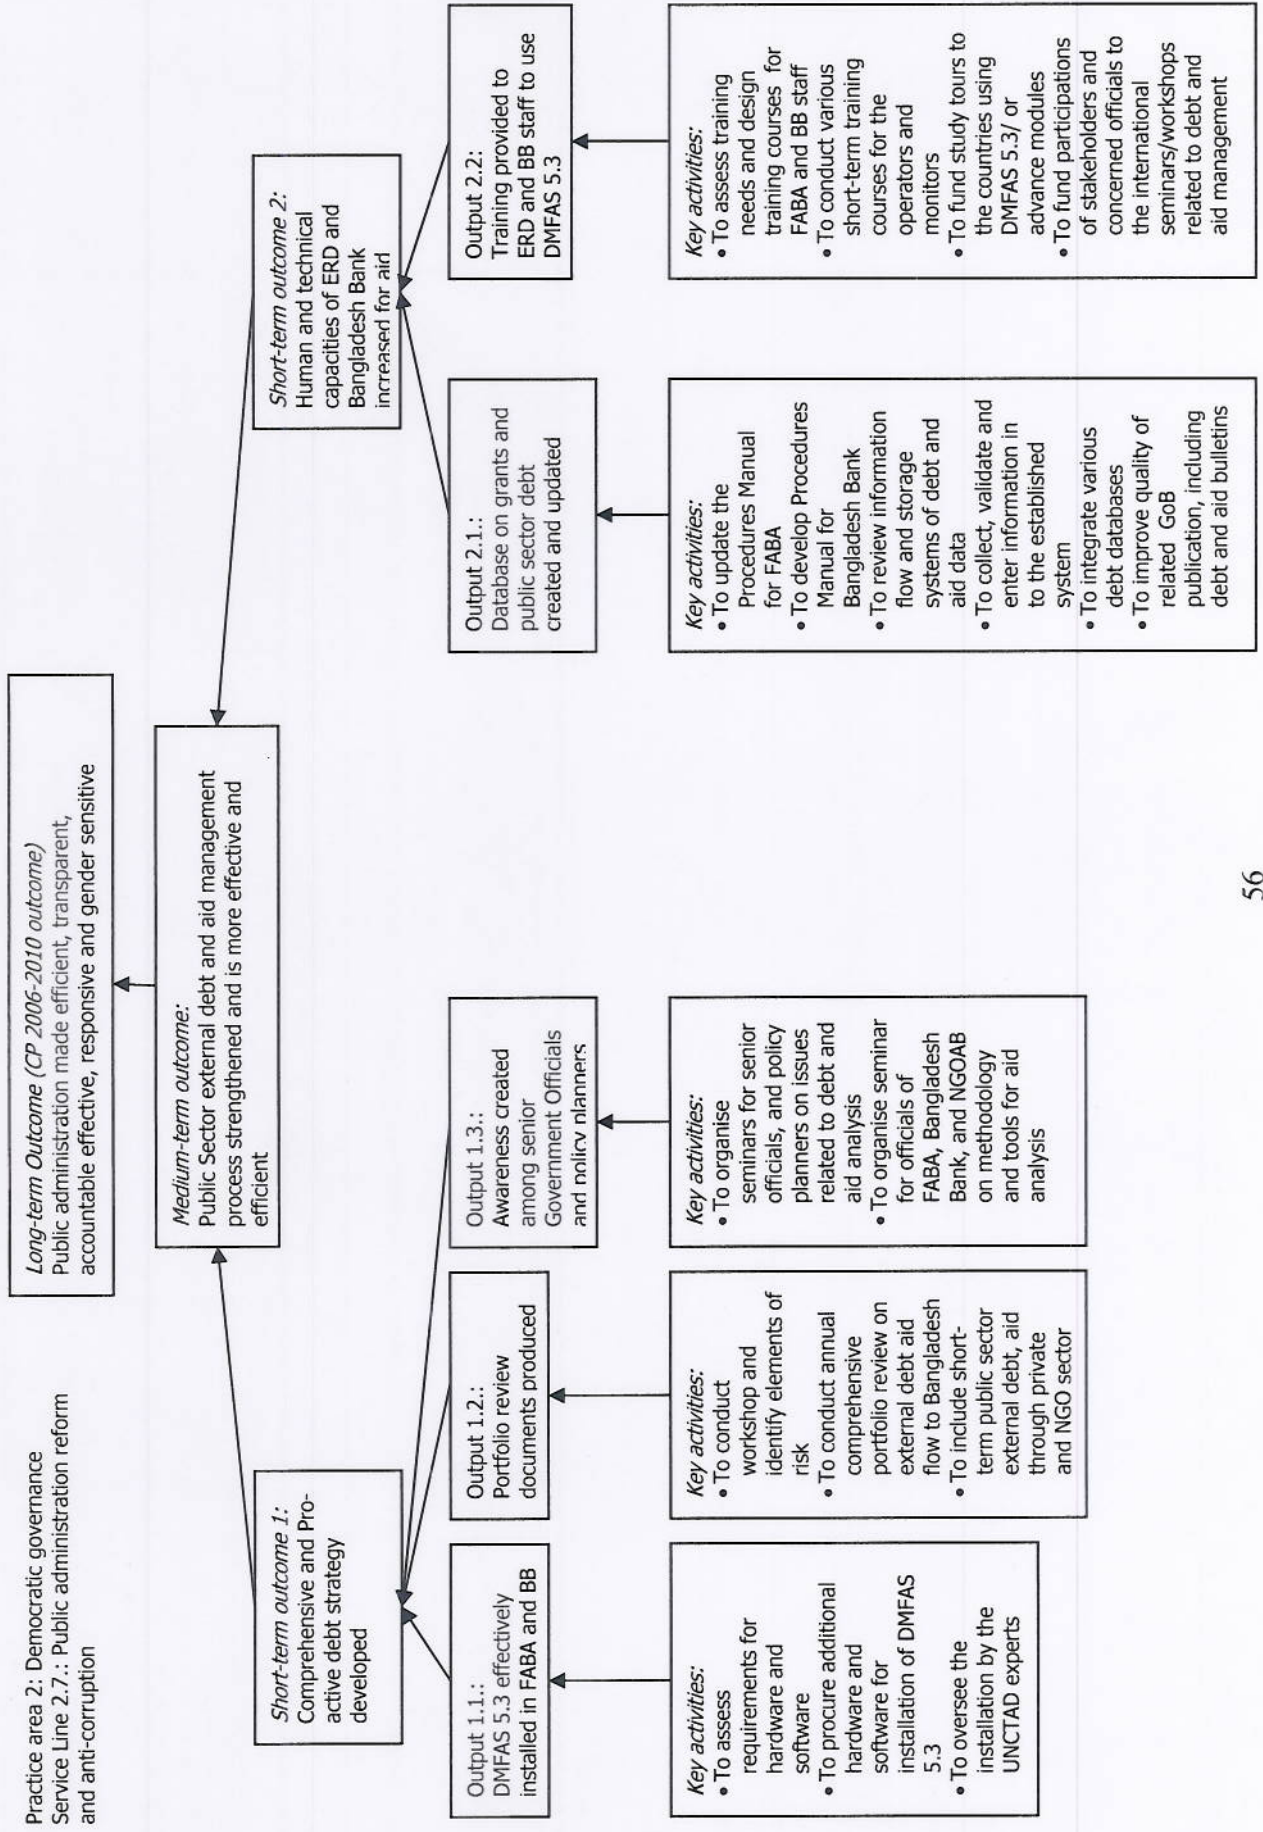 Practice area 2: Democratic governance
Service Line 2.7.: Public administration reform
and anti-corruption
Long-term Outcome (CP 2006-2010 outcome)
Public administration made efficient, transparent,
accountable effective, responsive and gender sensitive
Medium-term outcome:
Public Sector external debt and aid management
process strengthened and is more effective and
efficient
Short-term outcome 1:
Comprehensive and Pro-
active debt strategy
developed
Short-term outcome 2:
Human and technical
capacities of ERD and
Bangladesh Bank
increased for aid
Output 1.1.:
DMFAS 5.3 effectively
installed in FABA and BB
Output 1.2.:
Portfolio review
documents produced
Output 1.3.:
Awareness created
among senior
Government Officials
and policy planners
Output 2.1.:
Database on grants and
public sector debt
created and updated
Output 2.2:
Training provided to
ERD and BB staff to use
DMFAS 5.3
Key activities:
• To assess
requirements for
hardware and
software
• To procure additional
hardware and
software for
installation of DMFAS
5.3
• To oversee the
installation by the
UNCTAD experts
Key activities:
• To conduct
workshop and
identify elements of
risk
• To conduct annual
comprehensive
portfolio review on
external debt aid
flow to Bangladesh
• To include short-
term public sector
external debt, aid
through private
and NGO sector
Key activities:
• To organise
seminars for senior
officials, and policy
planners on issues
related to debt and
aid analysis
• To organise seminar
for officials of
FABA, Bangladesh
Bank, and NGOAB
on methodology
and tools for aid
analysis
Key activities:
• To update the
Procedures Manual
for FABA
• To develop Procedures
Manual for
Bangladesh Bank
• To review information
flow and storage
systems of debt and
aid data
• To collect, validate and
enter information in
to the established
system
• To integrate various
debt databases
• To improve quality of
related GoB
publication, including
debt and aid bulletins
Key activities:
• To assess training
needs and design
training courses for
FABA and BB staff
• To conduct various
short-term training
courses for the
operators and
monitors
• To fund study tours to
the countries using
DMFAS 5.3/ or
advance modules
• To fund participations
of stakeholders and
concerned officials to
the international
seminars/workshops
related to debt and
aid management
56